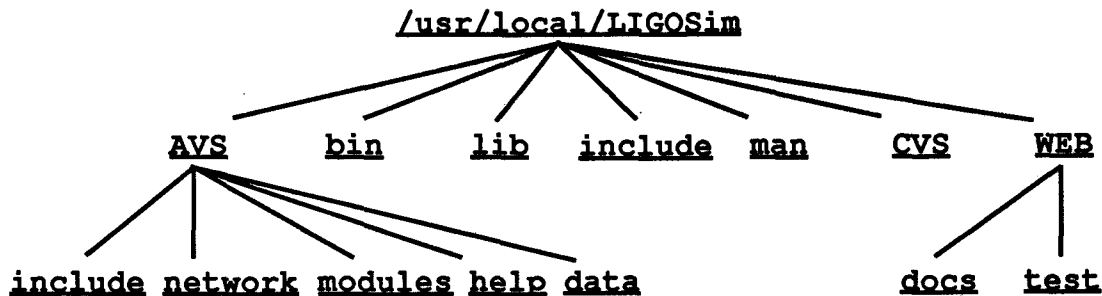 /usr/local/LIGOSim
AVS bin lib include man CVS WEB
include network modules help data docs test